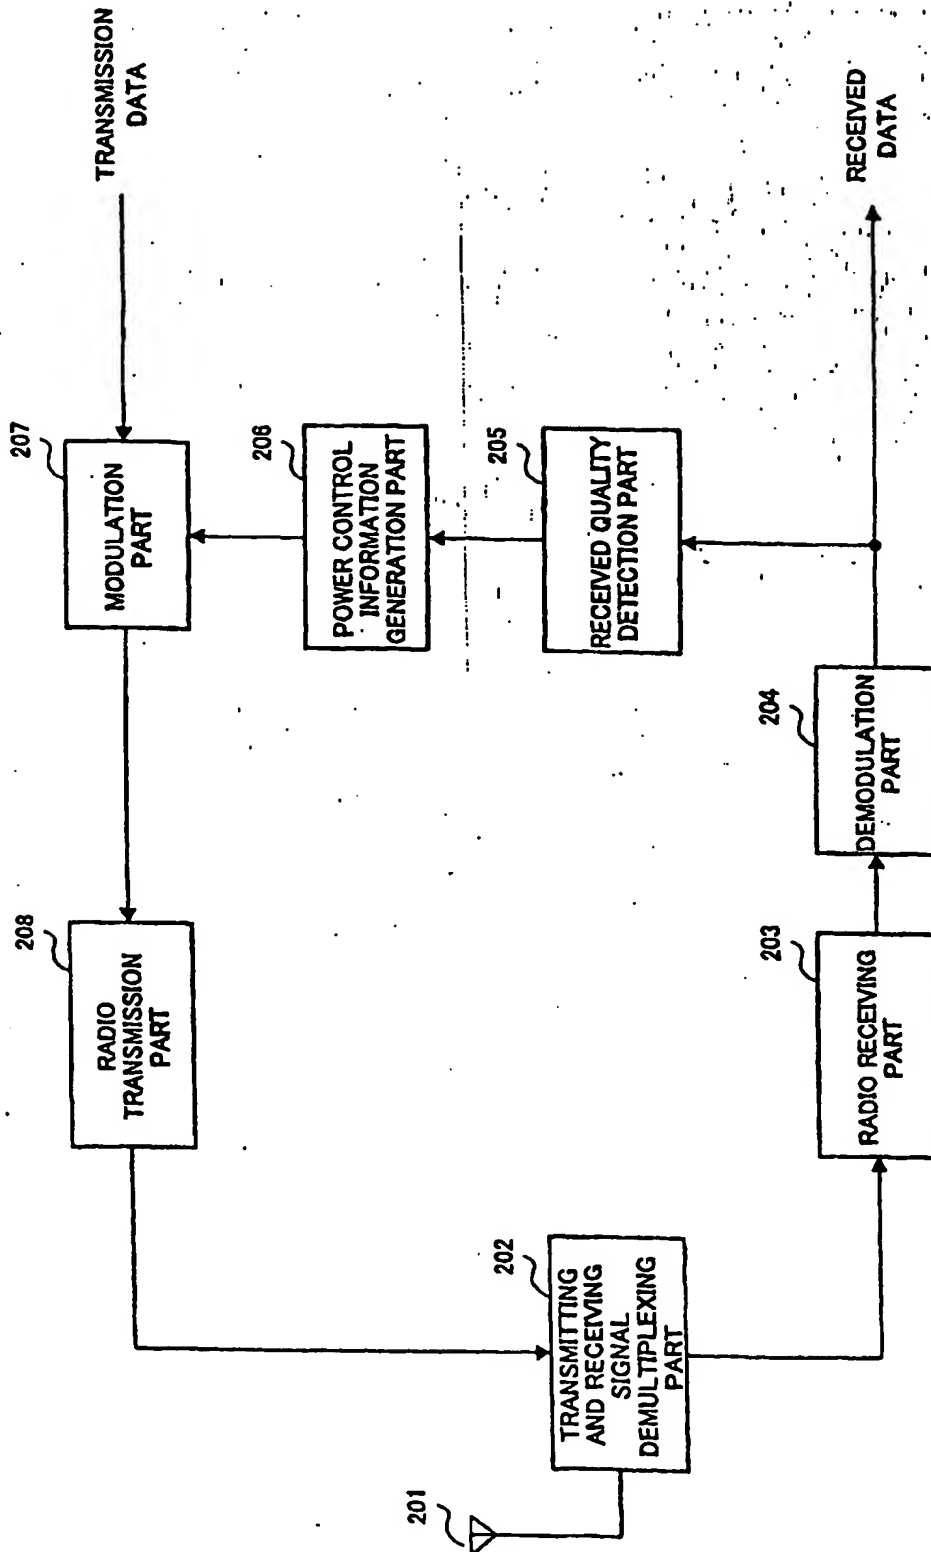 201
TRANSMITTING
AND RECEIVING
SIGNAL
DEMULTIPLEXING
PART
202
208
RADIO
TRANSMISSION
PART
207
MODULATION
PART
TRANSMISSION
DATA
206
POWER CONTROL
INFORMATION
GENERATION PART
205
RECEIVED QUALITY
DETECTION PART
203
RADIO RECEIVING
PART
204
DEMODULATION
PART
RECEIVED
DATA